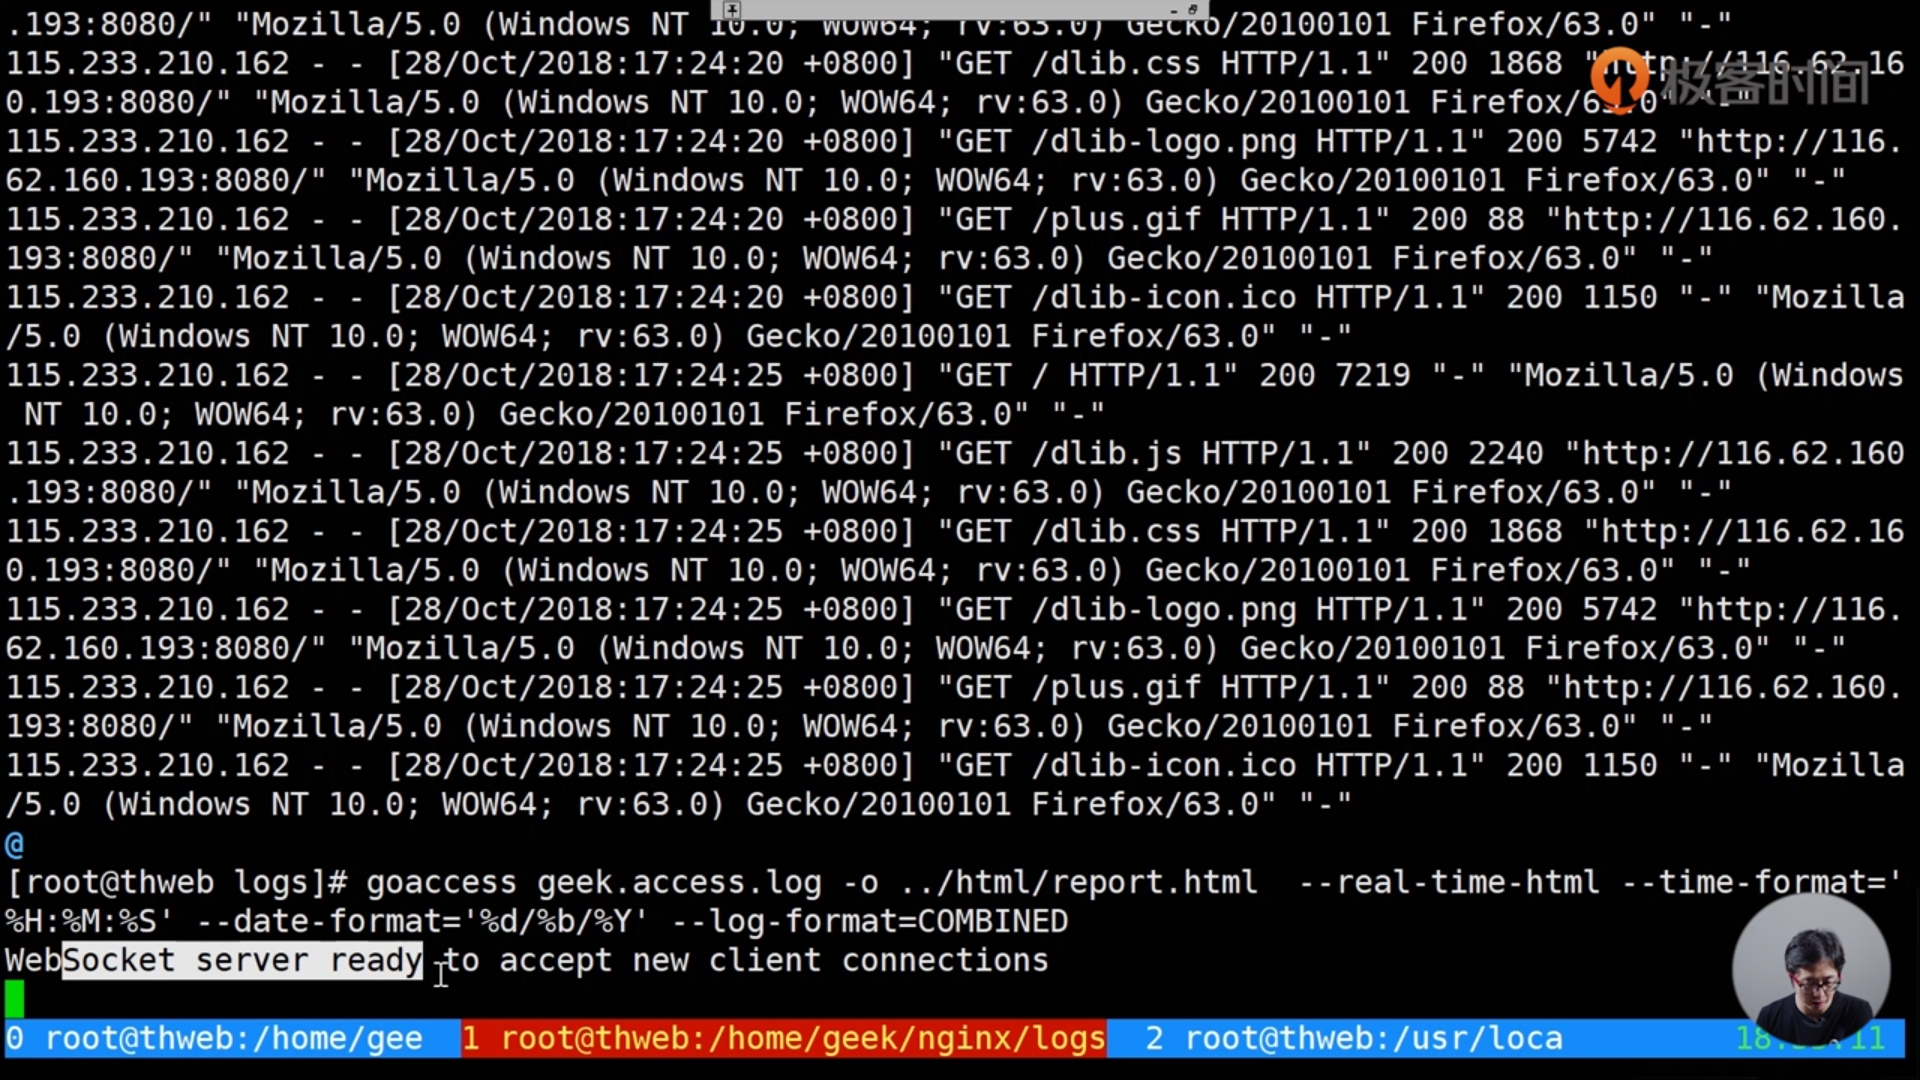 .193:8080/" "Mozilla/5.0 (Windows NT 10.0; WOW64; rv:63.0) Gecko/20100101 Firefox/63.0" "-"
115.233.210.162 - - [28/Oct/2018:17:24:20 +0800] "GET /dlib.css HTTP/1.1" 200 1868 "http://116.62.16
0.193:8080/" "Mozilla/5.0 (Windows NT 10.0; WOW64; rv:63.0) Gecko/20100101 Firefox/63.0" "-"
极客时间
115.233.210.162 - - [28/Oct/2018:17:24:20 +0800] "GET /dlib-logo.png HTTP/1.1" 200 5742 "http://116.
62.160.193:8080/" "Mozilla/5.0 (Windows NT 10.0; WOW64; rv:63.0) Gecko/20100101 Firefox/63.0" "-"
115.233.210.162 - - [28/Oct/2018:17:24:20 +0800] "GET /plus.gif HTTP/1.1" 200 88 "http://116.62.160.
193:8080/" "Mozilla/5.0 (Windows NT 10.0; WOW64; rv:63.0) Gecko/20100101 Firefox/63.0" "-"
115.233.210.162 - - [28/Oct/2018:17:24:20 +0800] "GET /dlib-icon.ico HTTP/1.1" 200 1150 "-" "Mozilla
/5.0 (Windows NT 10.0; WOW64; rv:63.0) Gecko/20100101 Firefox/63.0" "-"
115.233.210.162 - - [28/Oct/2018:17:24:25 +0800] "GET / HTTP/1.1" 200 7219 "-" "Mozilla/5.0 (Windows
 NT 10.0; WOW64; rv:63.0) Gecko/20100101 Firefox/63.0" "-"
115.233.210.162 - - [28/Oct/2018:17:24:25 +0800] "GET /dlib.js HTTP/1.1" 200 2240 "http://116.62.160
.193:8080/" "Mozilla/5.0 (Windows NT 10.0; WOW64; rv:63.0) Gecko/20100101 Firefox/63.0" "-"
115.233.210.162 - - [28/Oct/2018:17:24:25 +0800] "GET /dlib.css HTTP/1.1" 200 1868 "http://116.62.16
0.193:8080/" "Mozilla/5.0 (Windows NT 10.0; WOW64; rv:63.0) Gecko/20100101 Firefox/63.0" "-"
115.233.210.162 - - [28/Oct/2018:17:24:25 +0800] "GET /dlib-logo.png HTTP/1.1" 200 5742 "http://116.
62.160.193:8080/" "Mozilla/5.0 (Windows NT 10.0; WOW64; rv:63.0) Gecko/20100101 Firefox/63.0" "-"
115.233.210.162 - - [28/Oct/2018:17:24:25 +0800] "GET /plus.gif HTTP/1.1" 200 88 "http://116.62.160.
193:8080/" "Mozilla/5.0 (Windows NT 10.0; WOW64; rv:63.0) Gecko/20100101 Firefox/63.0" "-"
115.233.210.162 - - [28/Oct/2018:17:24:25 +0800] "GET /dlib-icon.ico HTTP/1.1" 200 1150 "-" "Mozilla
/5.0 (Windows NT 10.0; WOW64; rv:63.0) Gecko/20100101 Firefox/63.0" "-"
@
[root@thweb logs]# goaccess geek.access.log -o ../html/report.html  --real-time-html --time-format='
%H:%M:%S' --date-format='%d/%b/%Y' --log-format=COMBINED
WebSocket server ready to accept new client connections
0 root@thweb:/home/gee  1 root@thweb:/home/geek/nginx/logs  2 root@thweb:/usr/loca